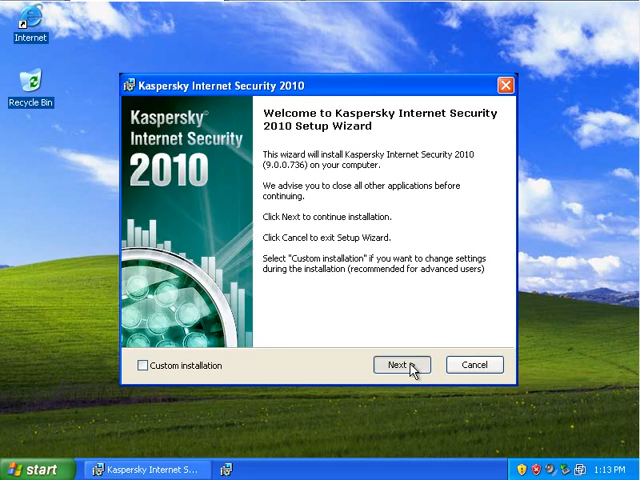 Internet
Recycle Bin
Kaspersky Internet Security 2010
Kaspersky
Internet Security
2010
Welcome to Kaspersky Internet Security
2010 Setup Wizard
This wizard will install Kaspersky Internet Security 2010
(9.0.0.736) on your computer.
We advise you to close all other applications before
continuing.
Click Next to continue installation.
Click Cancel to exit Setup Wizard.
Select "Custom installation" if you want to change settings
during the installation (recommended for advanced users)
Custom installation
Next
Cancel
start
Kaspersky Internet S...
1:13 PM